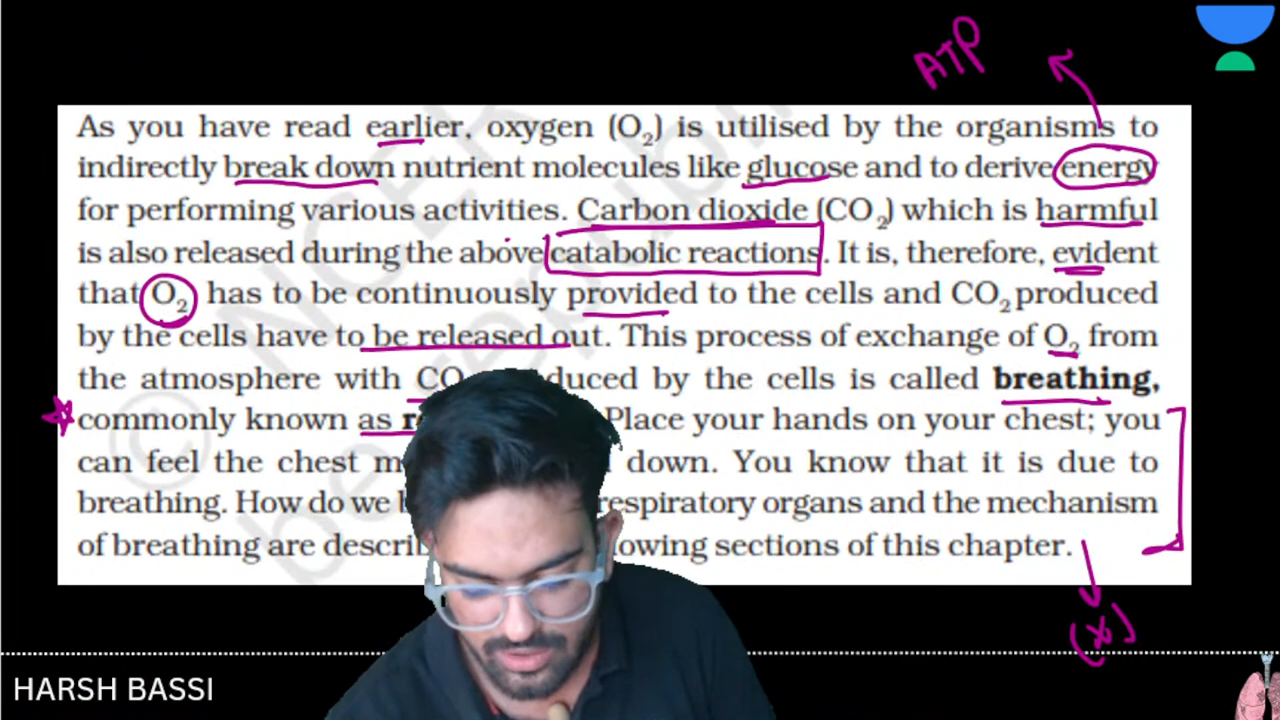 ATP
As you have read earlier, oxygen (O₂) is utilised by the organisms to
indirectly break down nutrient molecules like glucose and to derive energy
for performing various activities. Carbon dioxide (CO₂) which is harmful
is also released during the above catabolic reactions. It is, therefore, evident
that O₂ has to be continuously provided to the cells and CO₂ produced
by the cells have to be released out. This process of exchange of O₂ from
the atmosphere with CO duced by the cells is called breathing,
commonly known as Place your hands on your chest; you
can feel the chest down. You know that it is due to
breathing. How do we respiratory organs and the mechanism
of breathing are sections of this chapter.
(x)
HARSH BASSI